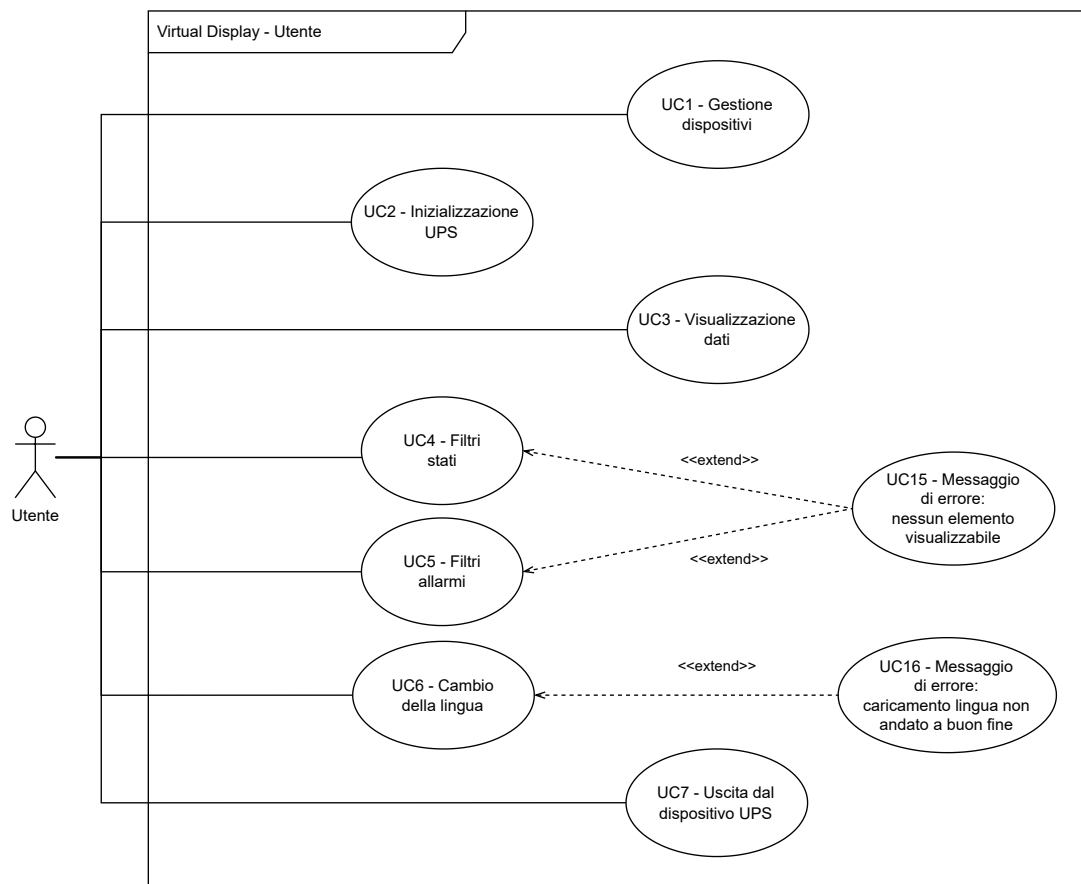 Virtual Display - Utente
UC1 - Gestione
dispositivi
UC2 - Inizializzazione
UPS
UC3 - Visualizzazione
dati
UC4 - Filtri
stati
<<extend>>
UC15 - Messaggio
di errore:
nessun elemento
visualizzabile
Utente
UC5 - Filtri
allarmi
<<extend>>
UC6 - Cambio
della lingua
<<extend>>
UC16 - Messaggio
di errore:
caricamento lingua non
andato a buon fine
UC7 - Uscita dal
dispositivo UPS